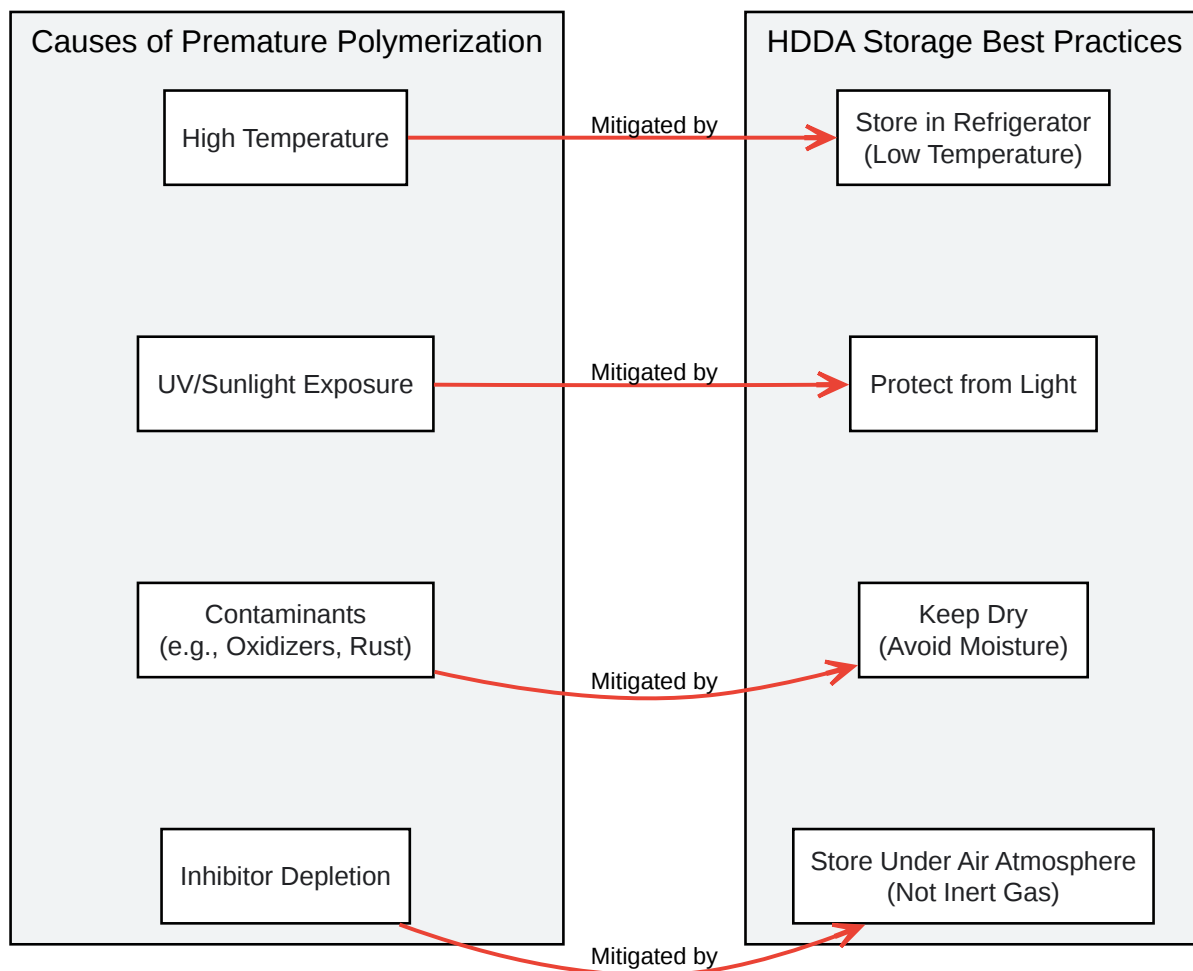 Causes of Premature Polymerization
HDDA Storage Best Practices
High Temperature
Mitigated by
Store in Refrigerator
(Low Temperature)
UV/Sunlight Exposure
Mitigated by
Protect from Light
Contaminants
(e.g., Oxidizers, Rust)
Mitigated by
Keep Dry
(Avoid Moisture)
Inhibitor Depletion
Mitigated by
Store Under Air Atmosphere
(Not Inert Gas)